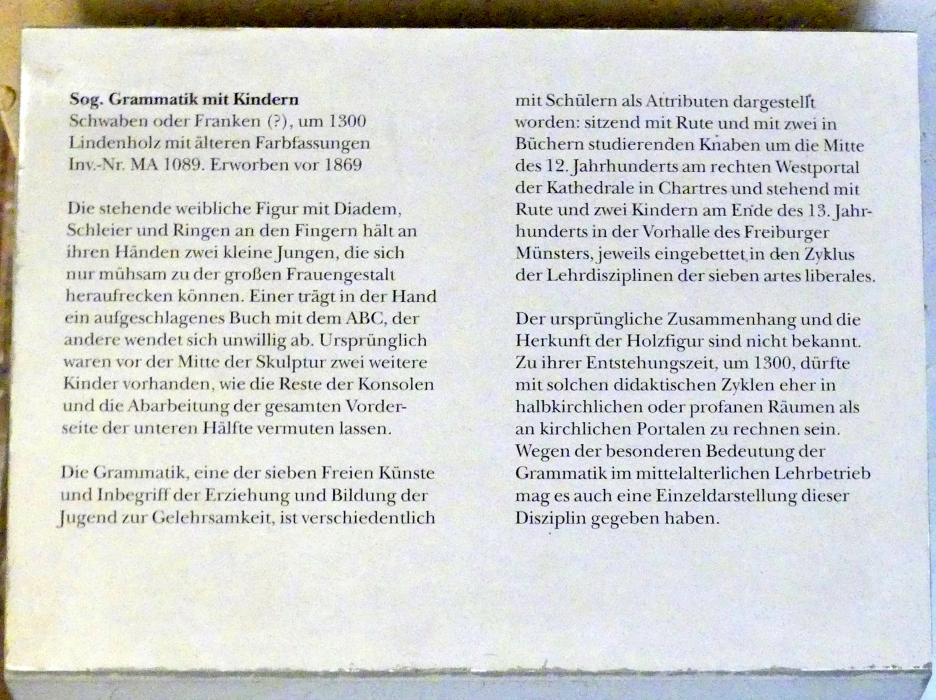 Sog. Grammatik mit Kindern
Schwaben oder Franken (?), um 1300
Lindenholz mit älteren Farbfassungen
Inv.-Nr. MA 1089. Erworben vor 1869
Die stehende weibliche Figur mit Diadem,
Schleier und Ringen an den Fingern hält an
ihren Händen zwei kleine Jungen, die sich
nur mühsam zu der großen Frauengestalt
heraufrecken können. Einer trägt in der Hand
ein aufgeschlagenes Buch mit dem ABC, der
andere wendet sich unwillig ab. Ursprünglich
waren vor der Mitte der Skulptur zwei weitere
Kinder vorhanden, wie die Reste der Konsolen
und die Abarbeitung der gesamten Vorder-
seite der unteren Hälfte vermuten lassen.
Die Grammatik, eine der sieben Freien Künste
und Inbegriff der Erziehung und Bildung der
Jugend zur Gelehrsamkeit, ist verschiedentlich
mit Schülern als Attributen dargestellt
worden: sitzend mit Rute und mit zwei in
Büchern studierenden Knaben um die Mitte
des 12. Jahrhunderts am rechten Westportal
der Kathedrale in Chartres und stehend mit
Rute und zwei Kindern am Ende des 13. Jahr-
hunderts in der Vorhalle des Freiburger
Münsters, jeweils eingebettet in den Zyklus
der Lehrdisziplinen der sieben artes liberales.
Der ursprüngliche Zusammenhang und die
Herkunft der Holzfigur sind nicht bekannt.
Zu ihrer Entstehungszeit, um 1300, dürfte
mit solchen didaktischen Zyklen eher in
halbkirchlichen oder profanen Räumen als
an kirchlichen Portalen zu rechnen sein.
Wegen der besonderen Bedeutung der
Grammatik im mittelalterlichen Lehrbetrieb
mag es auch eine Einzeldarstellung dieser
Disziplin gegeben haben.